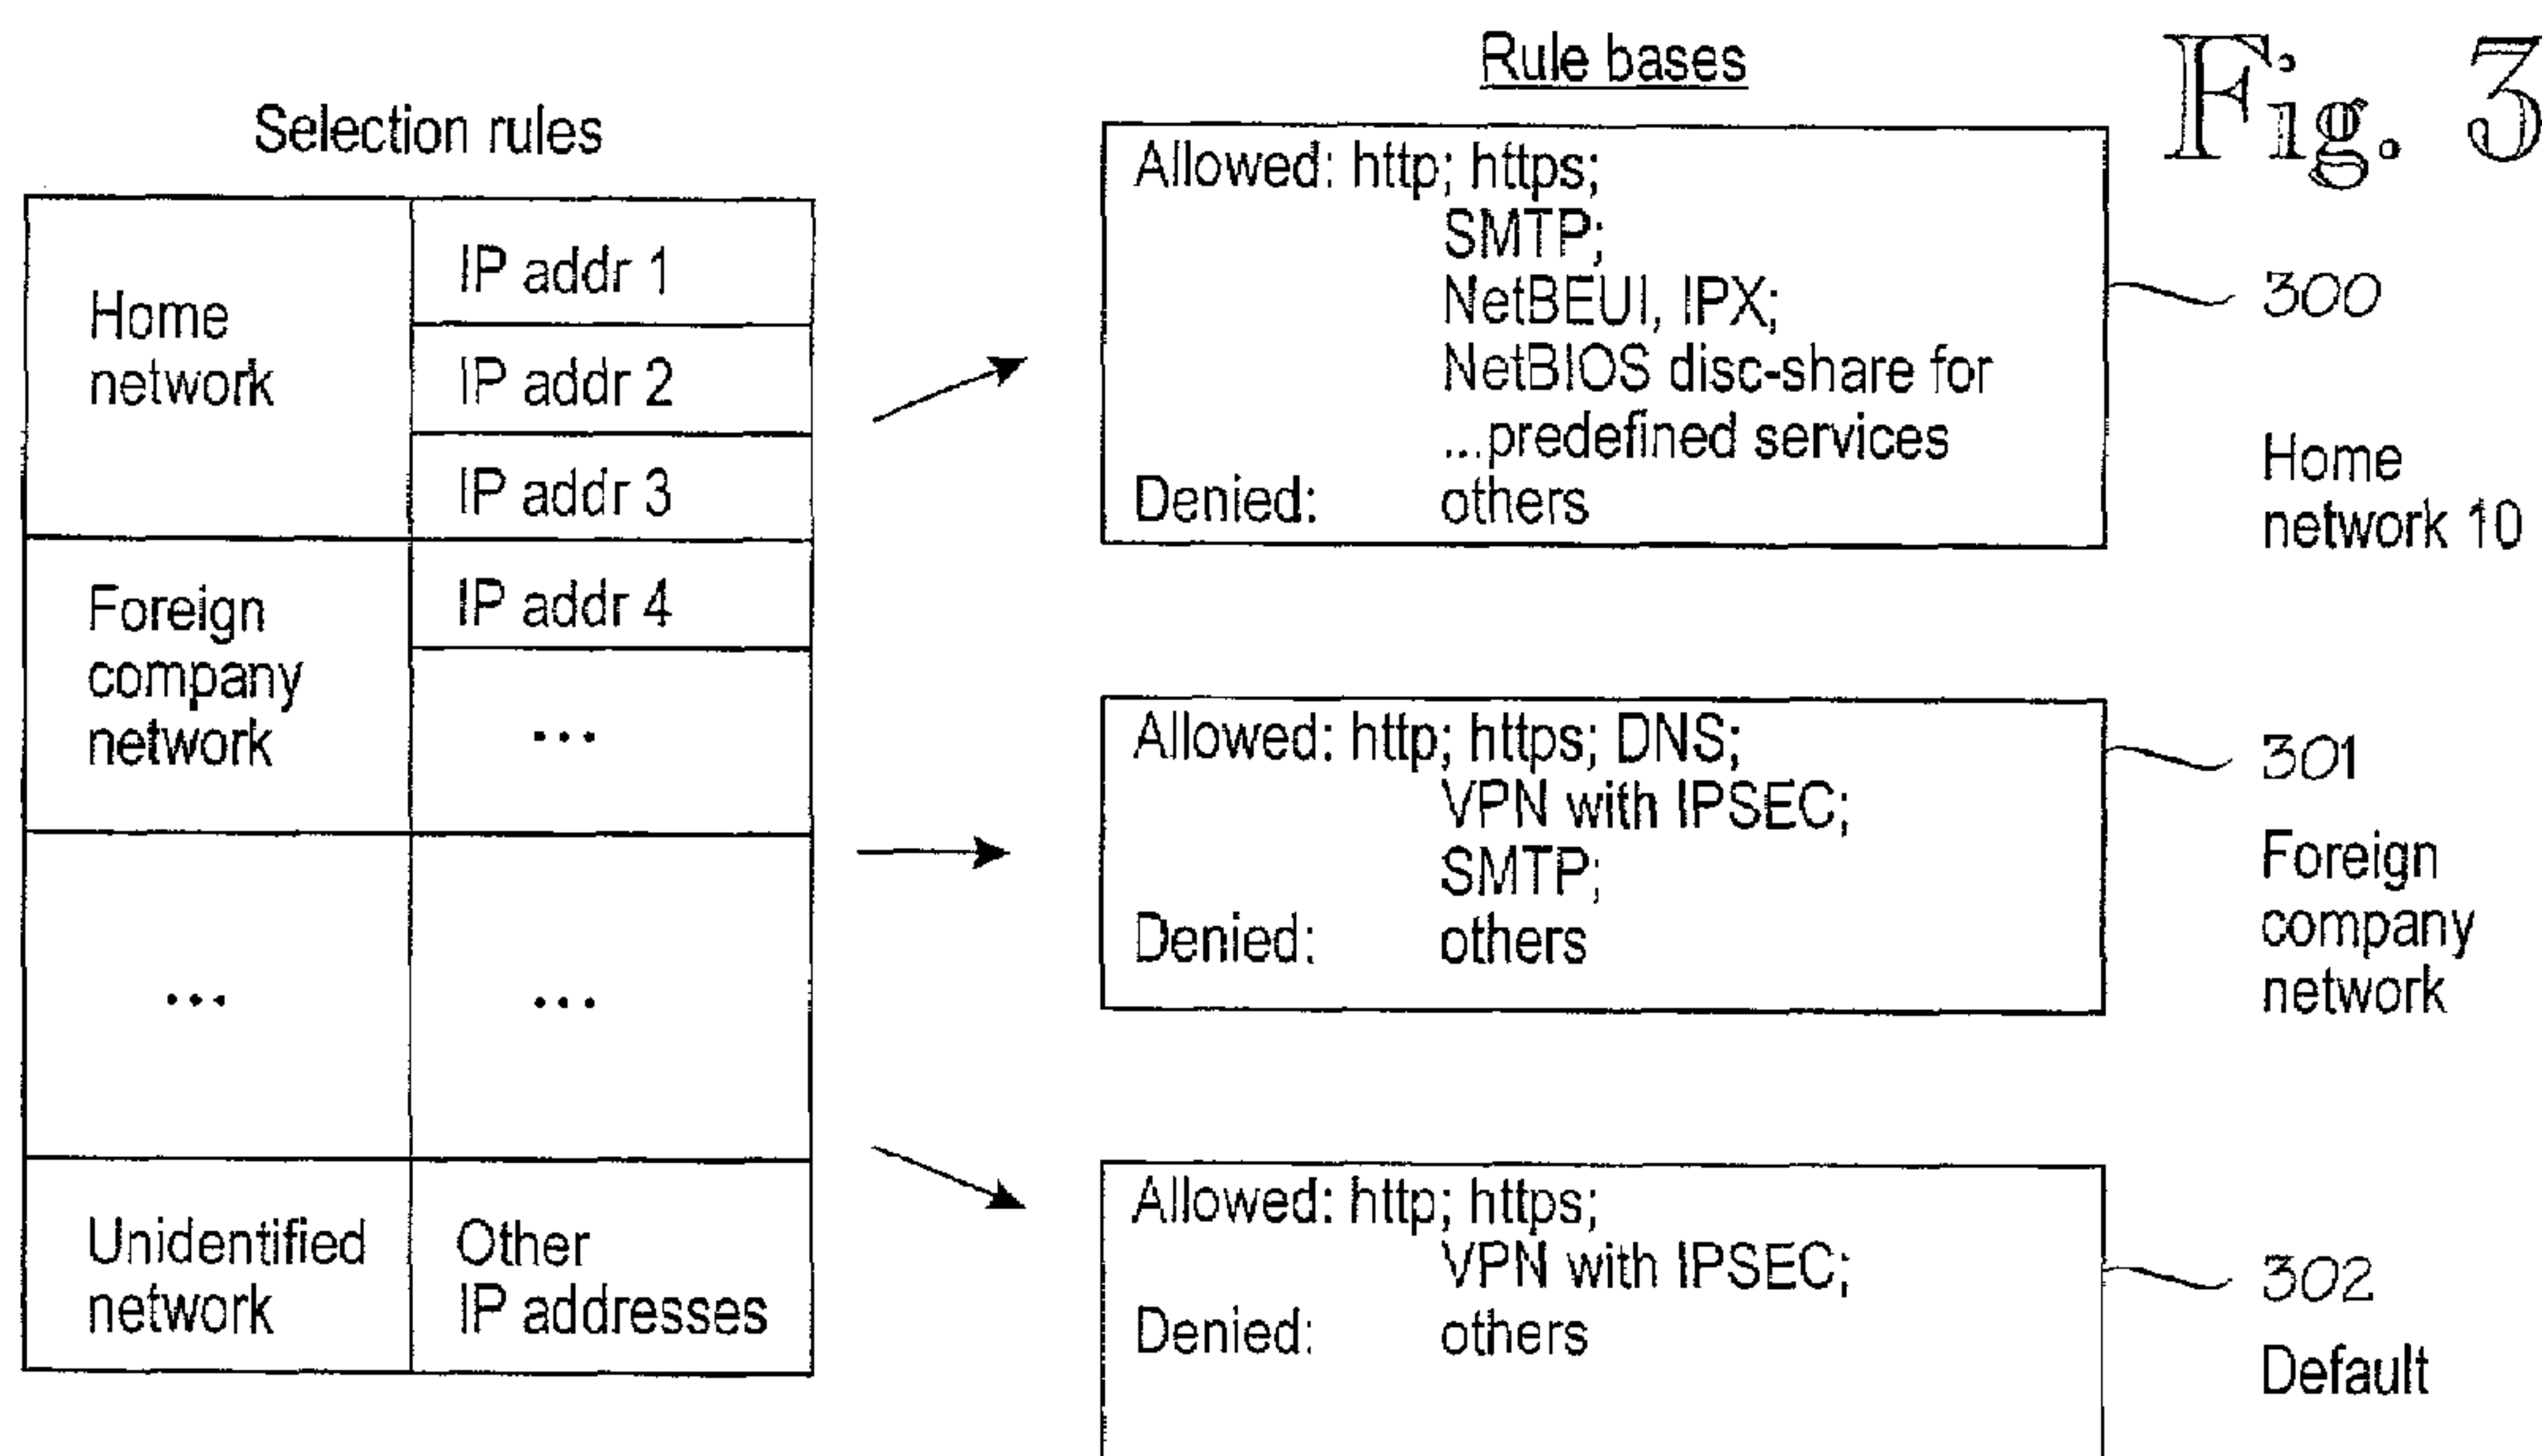 Fig. 3
Selection rules
Home
network
IP addr 1
IP addr 2
IP addr 3
Foreign
company
network
IP addr 4
...
...
...
Unidentified
network
Other
IP addresses
Rule bases
Allowed: http; https;
SMTP;
NetBEUI, IPX;
NetBIOS disc-share for
...predefined services
Denied: others
300
Home
network 10
Allowed: http; https; DNS;
VPN with IPSEC;
SMTP;
Denied: others
301
Foreign
company
network
Allowed: http; https;
VPN with IPSEC;
Denied: others
302
Default